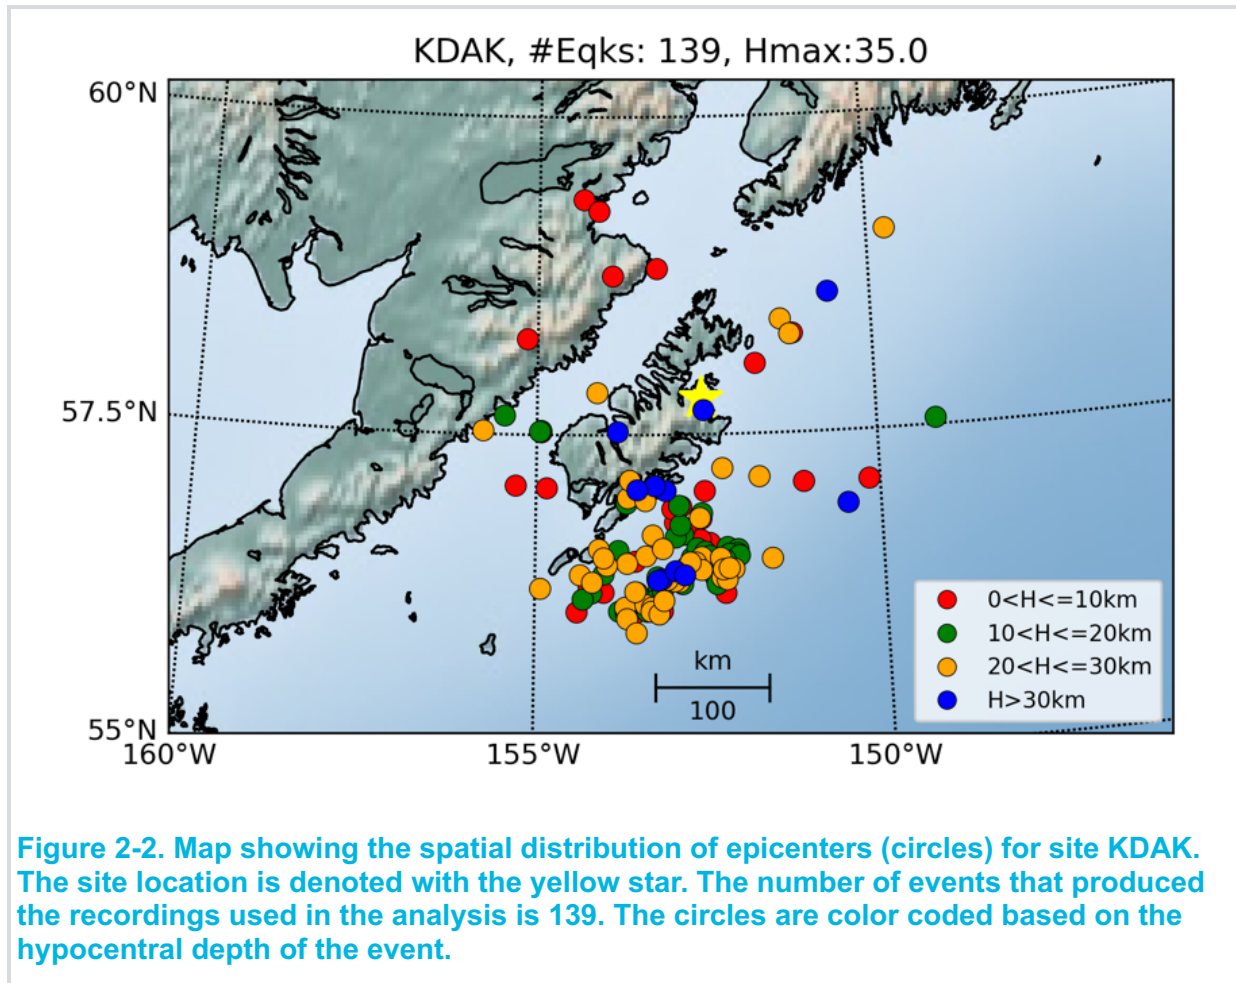 KDAK, #Eqks: 139, Hmax:35.0
60°N
57.5°N
55°N
160°W
155°W
150°W
km
100
0<H<=10km
10<H<=20km
20<H<=30km
H>30km
Figure 2-2. Map showing the spatial distribution of epicenters (circles) for site KDAK.
The site location is denoted with the yellow star. The number of events that produced
the recordings used in the analysis is 139. The circles are color coded based on the
hypocentral depth of the event.